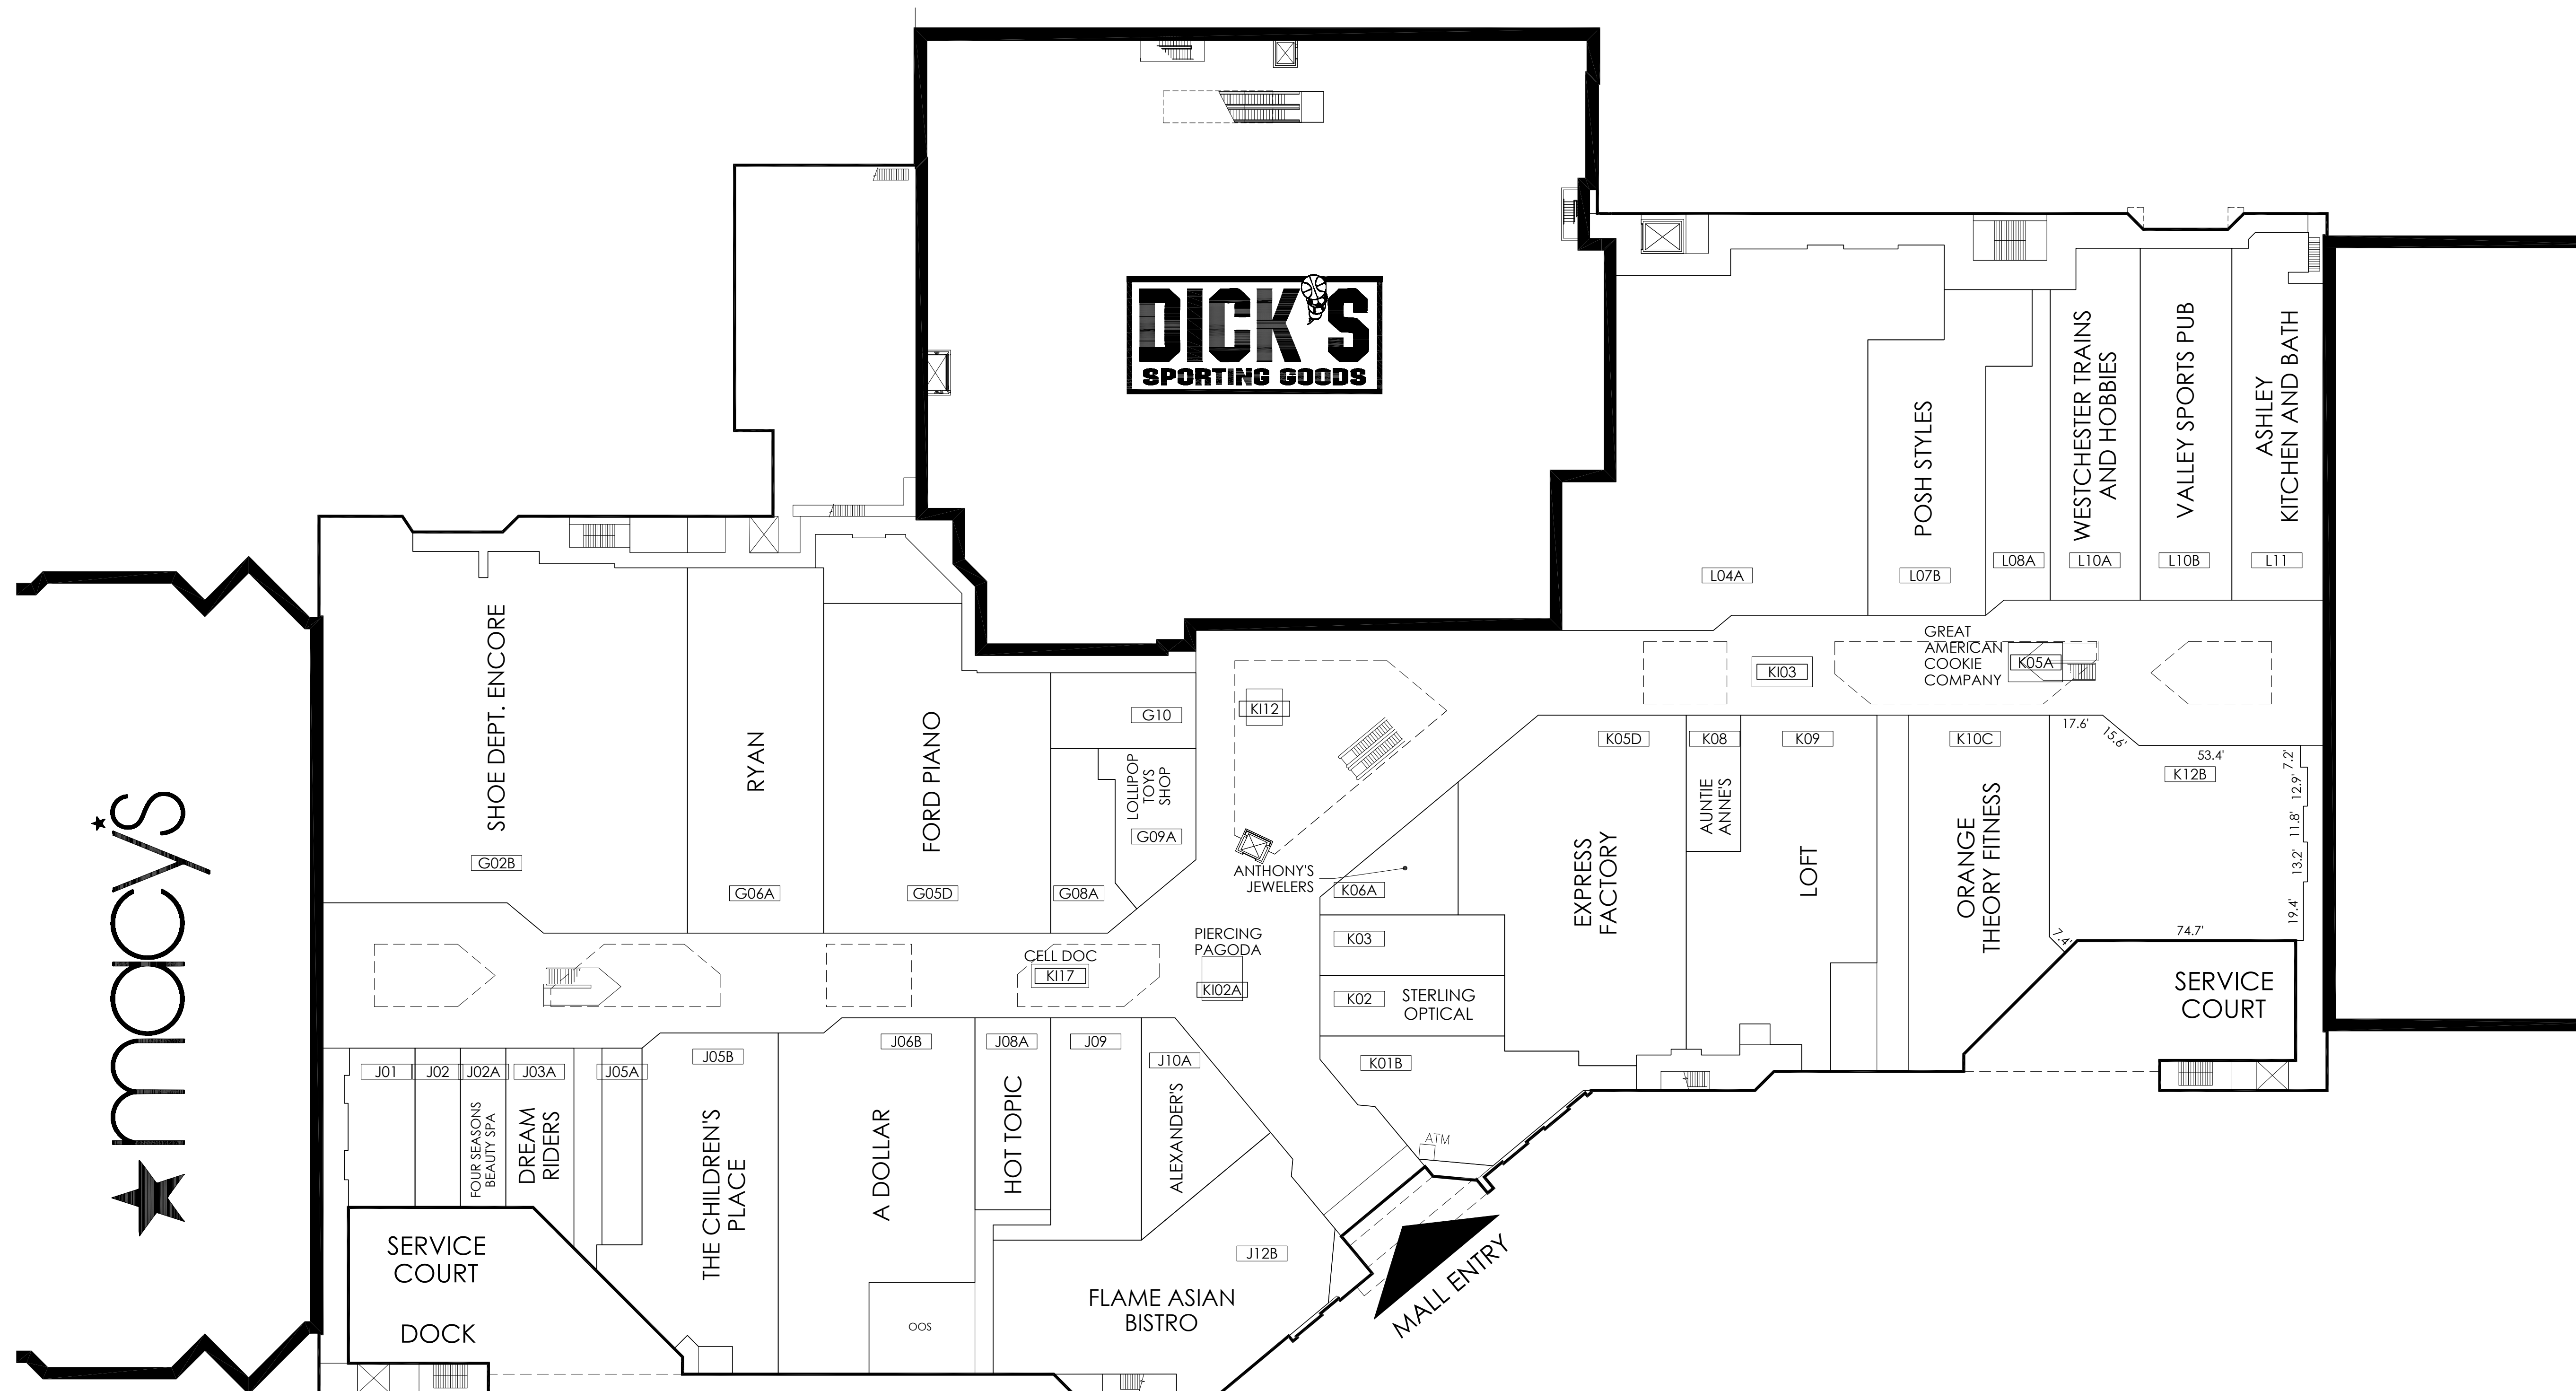 DICK'S
SPORTING GOODS
macy's
SHOE DEPT. ENCORE
G02B
RYAN
G06A
FORD PIANO
G05D
G08A
G10
LOLLIPOP
TOYS
SHOP
G09A
KI12
ANTHONY'S
JEWELERS
K06A
PIERCING
PAGODA
KI02A
CELL DOC
KI17
L04A
POSH STYLES
L07B
L08A
WESTCHESTER TRAINS
AND HOBBIES
L10A
VALLEY SPORTS PUB
L10B
ASHLEY
KITCHEN AND BATH
L11
KI03
GREAT
AMERICAN
COOKIE
COMPANY
K05A
K05D
EXPRESS
FACTORY
K08
AUNTIE
ANNE'S
K09
LOFT
K10C
ORANGE
THEORY FITNESS
17.6'
15.6'
53.4'
7.2'
K12B
12.9'
11.8'
13.2'
19.4'
74.7'
7.4'
SERVICE
COURT
K03
K02
STERLING
OPTICAL
K01B
ATM
MALL ENTRY
J01
J02
J02A
FOUR SEASONS
BEAUTY SPA
J03A
DREAM
RIDERS
J05A
J05B
THE CHILDREN'S
PLACE
J06B
A DOLLAR
OOS
J08A
HOT TOPIC
J09
J10A
ALEXANDER'S
J12B
FLAME ASIAN
BISTRO
SERVICE
COURT
DOCK